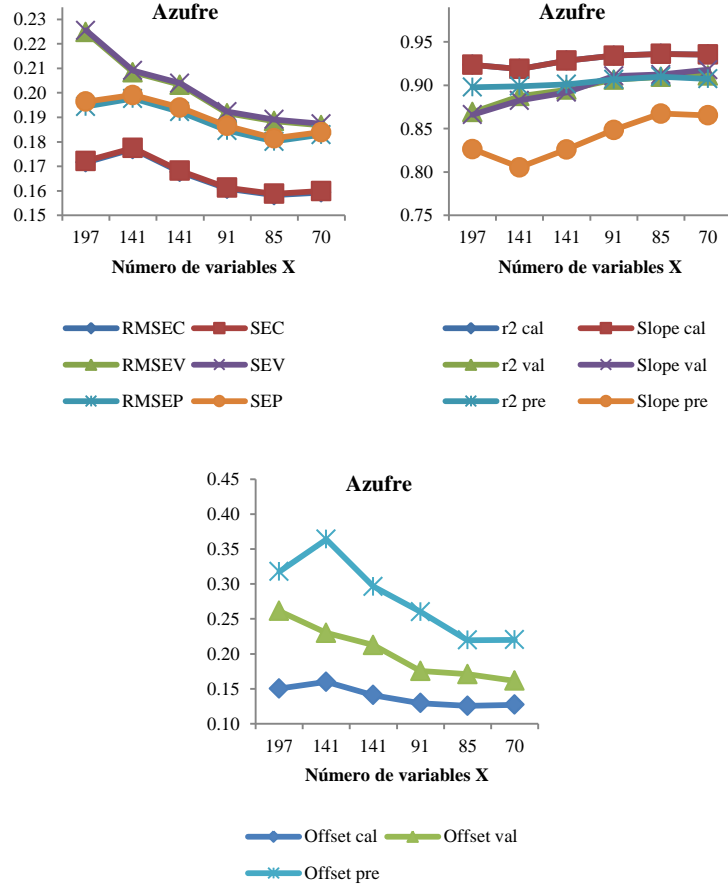 Azufre
0.23
0.22
0.21
0.20
0.19
0.18
0.17
0.16
0.15
197 141 141 91 85 70
Número de variables X
RMSEC SEC
RMSEV SEV
RMSEP SEP
Azufre
0.95
0.90
0.85
0.80
0.75
197 141 141 91 85 70
Número de variables X
r2 cal Slope cal
r2 val Slope val
r2 pre Slope pre
Azufre
0.45
0.40
0.35
0.30
0.25
0.20
0.15
0.10
197 141 141 91 85 70
Número de variables X
Offset cal Offset val
Offset pre